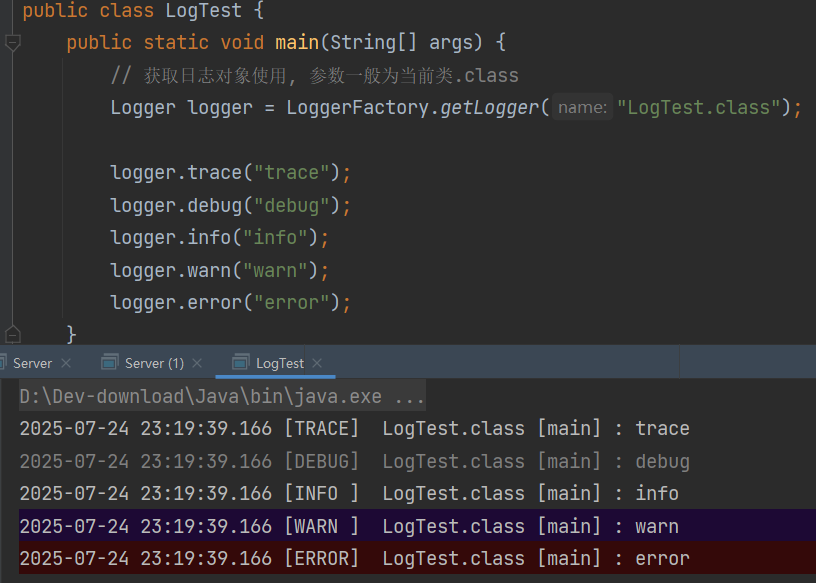 public class LogTest {
public static void main(String[] args) {
// 获取日志对象使用, 参数一般为当前类.class
Logger logger = LoggerFactory.getLogger( name: "LogTest.class");
logger.trace("trace");
logger.debug("debug");
logger.info("info");
logger.warn("warn");
logger.error("error");
}
Server × Server (1) × LogTest ×
D:\Dev-download\Java\bin\java.exe ...
2025-07-24 23:19:39.166 [TRACE]  LogTest.class [main] : trace
2025-07-24 23:19:39.166 [DEBUG]  LogTest.class [main] : debug
2025-07-24 23:19:39.166 [INFO ]  LogTest.class [main] : info
2025-07-24 23:19:39.166 [WARN ]  LogTest.class [main] : warn
2025-07-24 23:19:39.166 [ERROR]  LogTest.class [main] : error